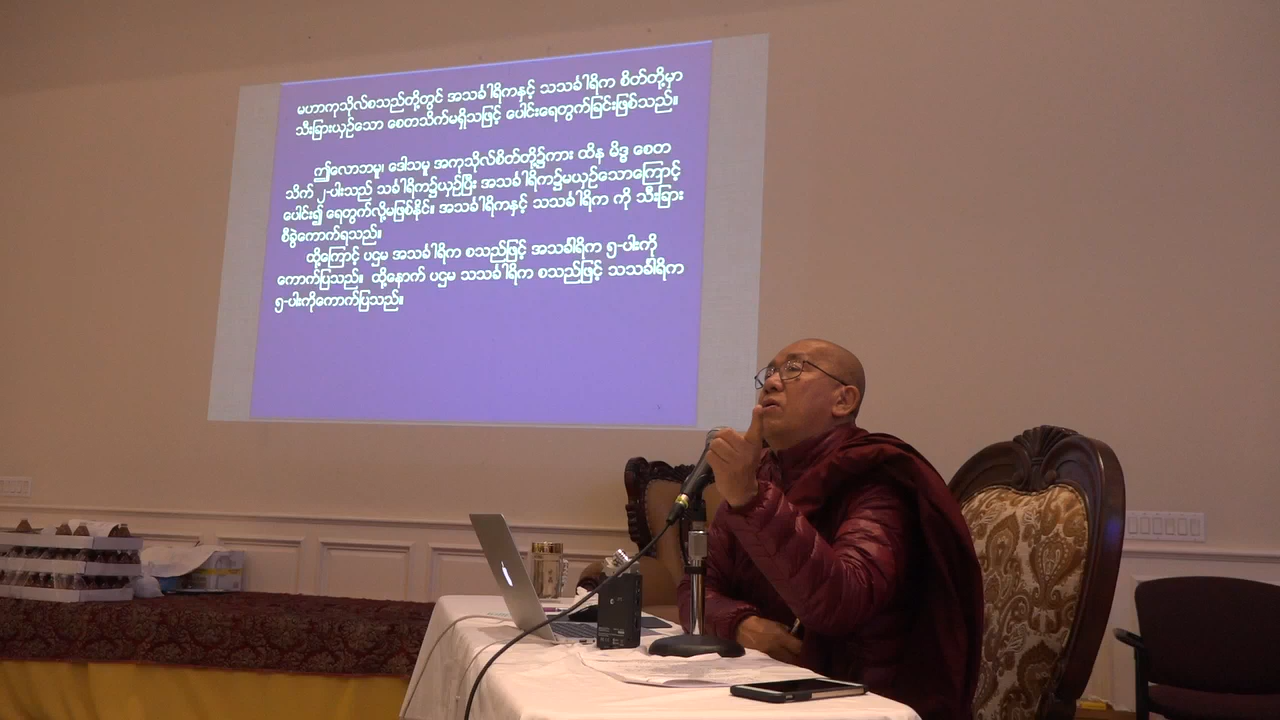 မဟာကုသိုလ်စသည်တို့တွင် အသင်္ခါရိကနှင့် သသင်္ခါရိက စိတ်တို့မှာ
သီးခြားယှဉ်သော စေတသိက်မရှိသဖြင့် ပေါင်းရေတွက်ခြင်းဖြစ်သည်။
ဤလောဘမူ၊ ဒေါသမူ အကုသိုလ်စိတ်တို့၌ကား ထိန မိဒ္ဓ စေတ
သိက် ၂-ပါးသည် သင်္ခါရိက၌ယှဉ်ပြီး အသင်္ခါရိက၌မယှဉ်သောကြောင့်
ပေါင်း၍ ရေတွက်လို့မဖြစ်နိုင်။ အသင်္ခါရိကနှင့် သသင်္ခါရိက ကို သီးခြား
စီခွဲကောက်ရသည်။
ထို့ကြောင့် ပဌမ အသင်္ခါရိက စသည်ဖြင့် အသင်္ခါရိက ၅-ပါးကို
ကောက်ပြသည်။ ထို့နောက် ပဌမ သသင်္ခါရိက စသည်ဖြင့် သသင်္ခါရိက
၅-ပါးကိုကောက်ပြသည်။